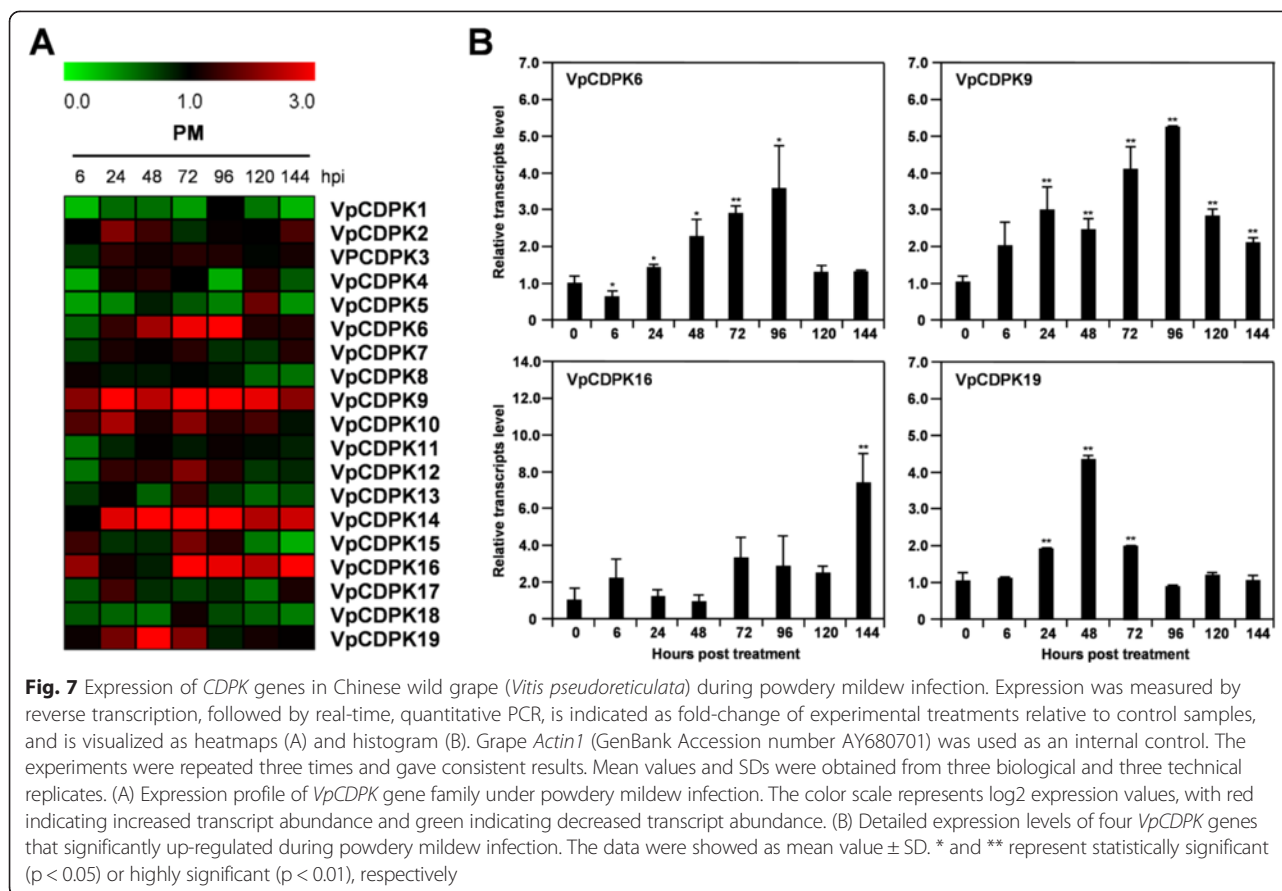 A
0.0 1.0 3.0
PM
6 24 48 72 96 120 144 hpi
VpCDPK1
VpCDPK2
VPCDPK3
VpCDPK4
VpCDPK5
VpCDPK6
VpCDPK7
VpCDPK8
VpCDPK9
VpCDPK10
VpCDPK11
VpCDPK12
VpCDPK13
VpCDPK14
VpCDPK15
VpCDPK16
VpCDPK17
VpCDPK18
VpCDPK19
B
Relative transcripts level
7.0
6.0
5.0
4.0
3.0
2.0
1.0
0
VpCDPK6
* * * ** *
0 6 24 48 72 96 120 144
7.0
6.0
5.0
4.0
3.0
2.0
1.0
0
VpCDPK9
** ** ** ** ** **
0 6 24 48 72 96 120 144
Relative transcripts level
14.0
12.0
10.0
8.0
6.0
4.0
2.0
0
VpCDPK16
**
0 6 24 48 72 96 120 144
Hours post treatment
7.0
6.0
5.0
4.0
3.0
2.0
1.0
0
VpCDPK19
** ** **
0 6 24 48 72 96 120 144
Hours post treatment
Fig. 7 Expression of CDPK genes in Chinese wild grape (Vitis pseudoreticulata) during powdery mildew infection. Expression was measured by
reverse transcription, followed by real-time, quantitative PCR, is indicated as fold-change of experimental treatments relative to control samples,
and is visualized as heatmaps (A) and histogram (B). Grape Actin1 (GenBank Accession number AY680701) was used as an internal control. The
experiments were repeated three times and gave consistent results. Mean values and SDs were obtained from three biological and three technical
replicates. (A) Expression profile of VpCDPK gene family under powdery mildew infection. The color scale represents log2 expression values, with red
indicating increased transcript abundance and green indicating decreased transcript abundance. (B) Detailed expression levels of four VpCDPK genes
that significantly up-regulated during powdery mildew infection. The data were showed as mean value ± SD. * and ** represent statistically significant
(p < 0.05) or highly significant (p < 0.01), respectively